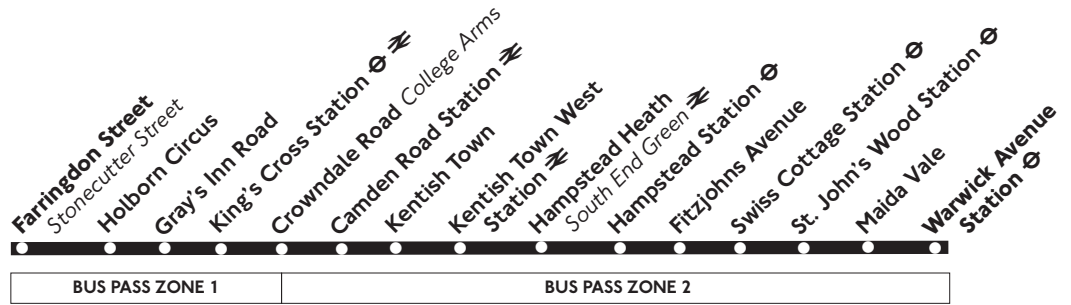 Farringdon Street
Stonecutter Street
Holborn Circus
Gray's Inn Road
King's Cross Station
Crowndale Road College Arms
Camden Road Station
Kentish Town
Kentish Town West
Station
Hampstead Heath
South End Green
Hampstead Station
Fitzjohns Avenue
Swiss Cottage Station
St. John's Wood Station
Maida Vale
Warwick Avenue
Station
BUS PASS ZONE 1
BUS PASS ZONE 2